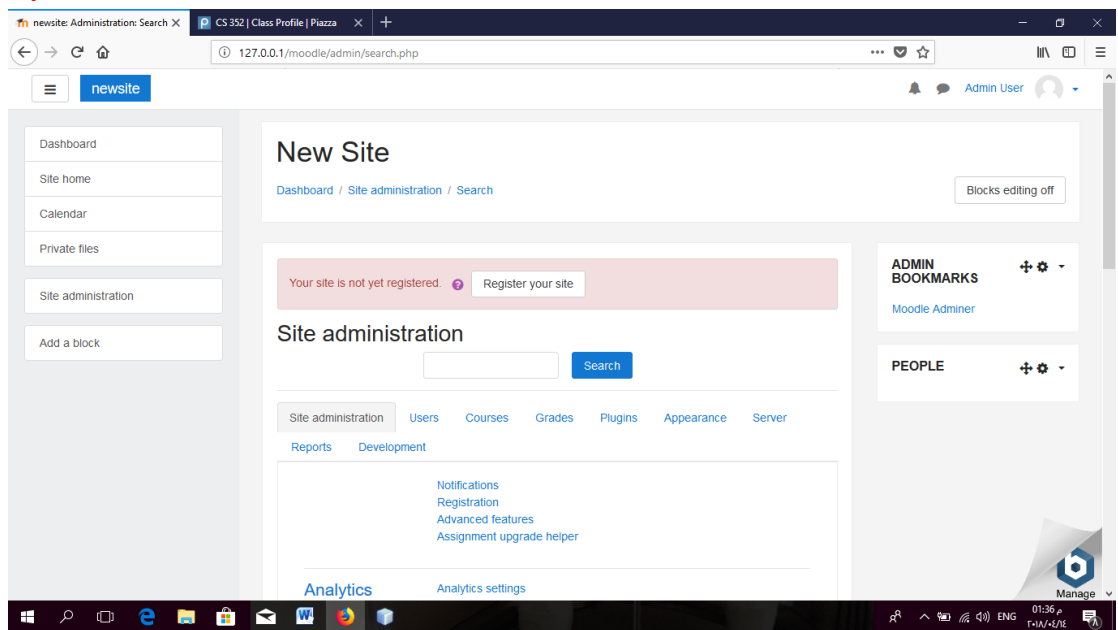 newsite: Administration: Search
CS 352 | Class Profile | Piazza
127.0.0.1/moodle/admin/search.php
newsite
Admin User
Dashboard
Site home
Calendar
Private files
Site administration
Add a block
New Site
Dashboard / Site administration / Search
Blocks editing off
Your site is not yet registered. ? Register your site
Site administration
Search
Site administration Users Courses Grades Plugins Appearance Server
Reports Development
Notifications
Registration
Advanced features
Assignment upgrade helper
Analytics
Analytics settings
ADMIN
BOOKMARKS
Moodle Adminer
PEOPLE
Manage
ENG
01:36 م
٢٠١٨/٠٤/١٤